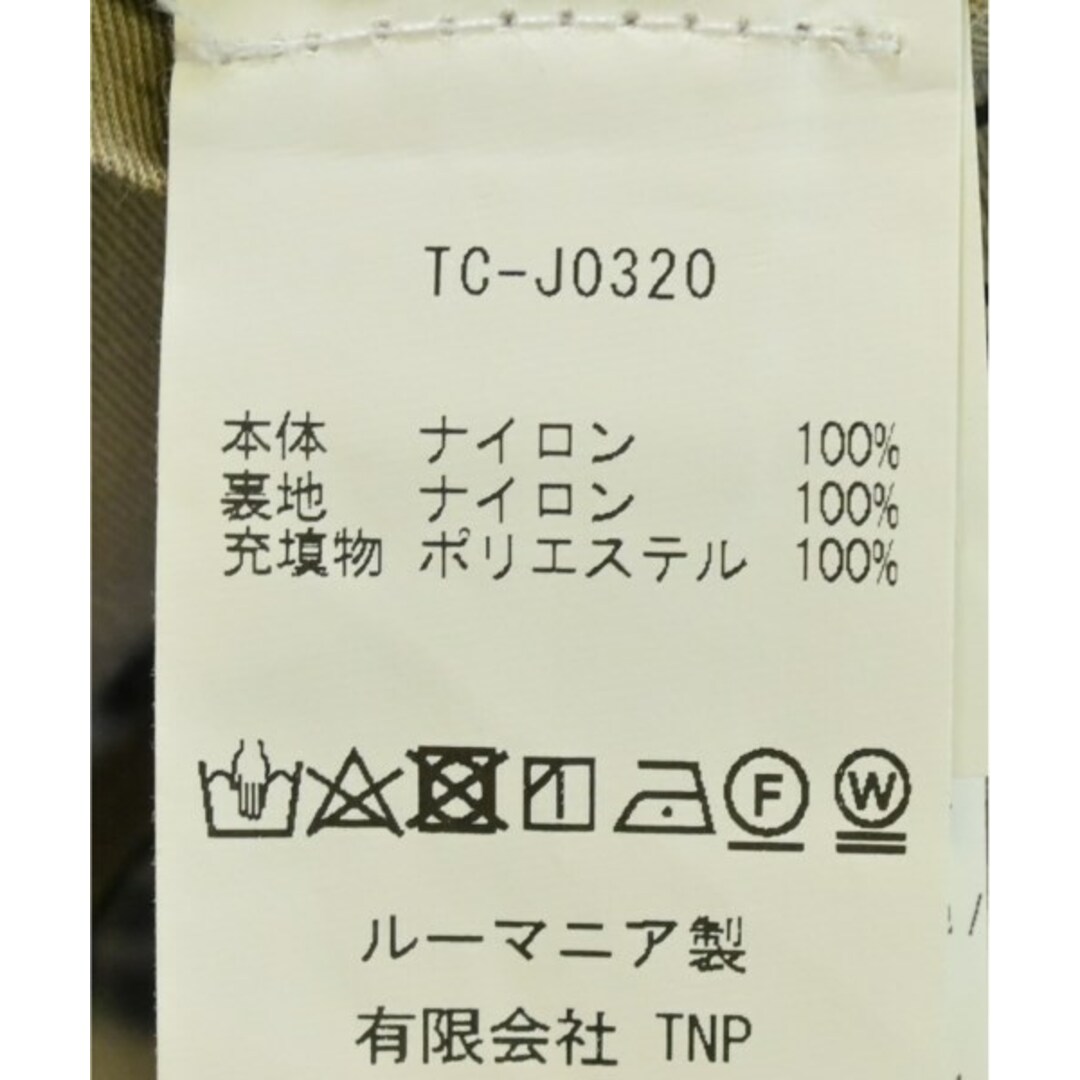 TC-J0320
本体 ナイロン 100%
裏地 ナイロン 100%
充填物 ポリエステル 100%
F W
ルーマニア製
有限会社 TNP